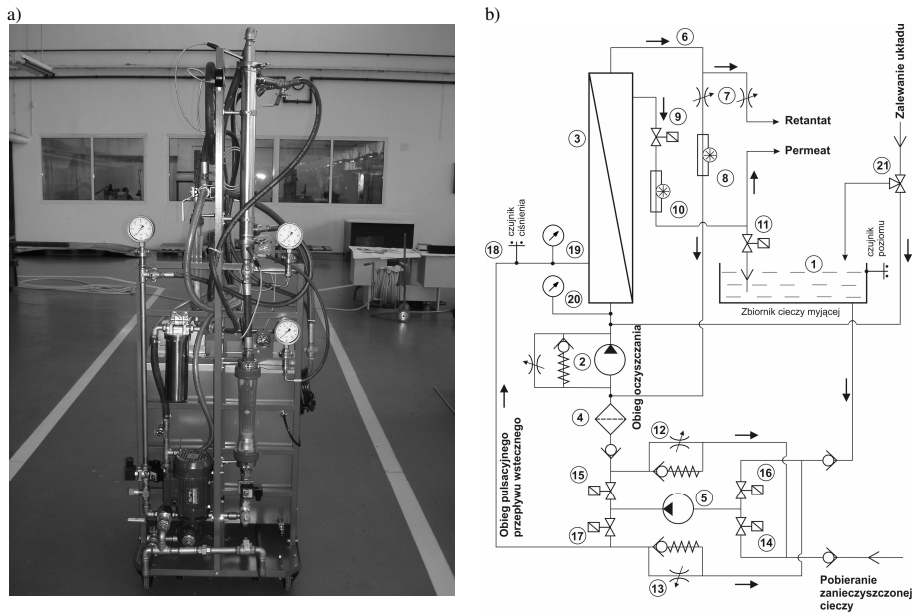 a)
b)
6
Zalewanie układu
7
9
Retantat
3
Permeat
8
21
10
11
czujnik
ciśnienia
czujnik
poziomu
18
19
1
20
Zbiornik cieczy myjącej
2
Obieg oczyszczania
4
12
Obieg pulsacyjnego
przepływu wstecznego
15
16
5
17
14
13
Pobieranie
zanieczyszczonej
cieczy